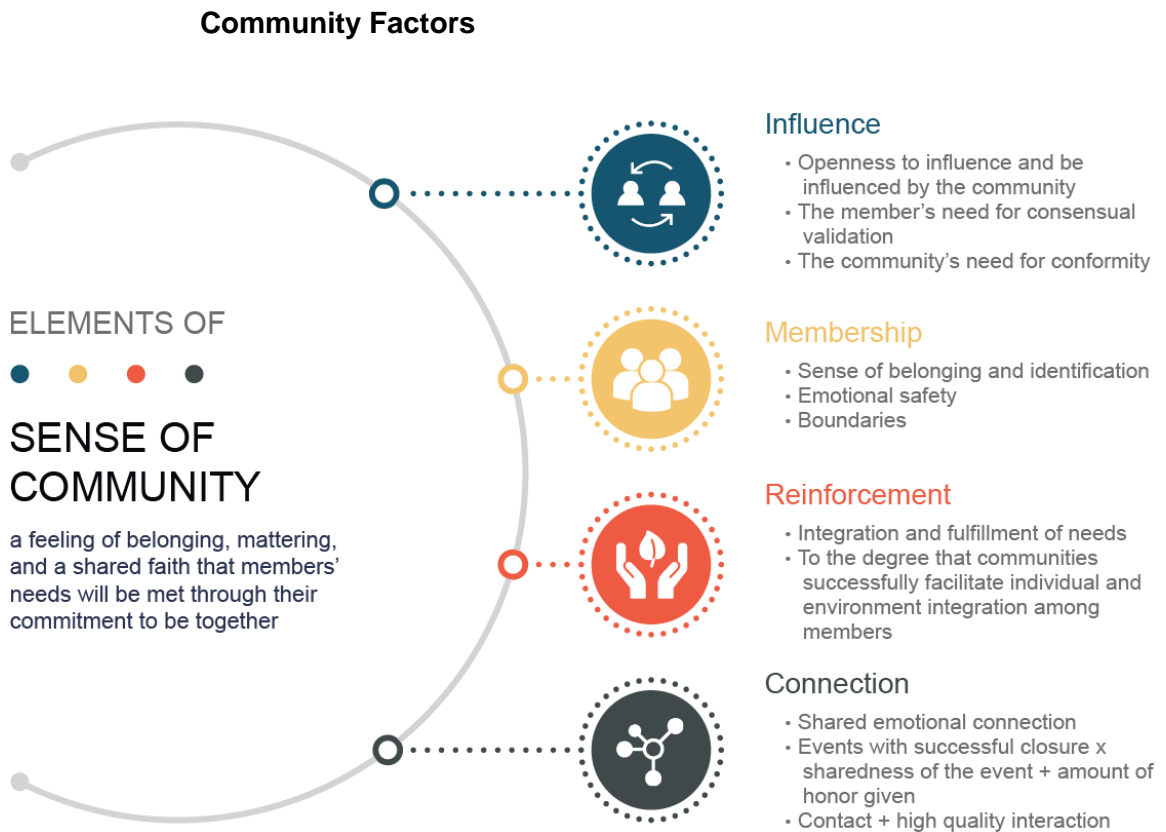 Community Factors
ELEMENTS OF
SENSE OF
COMMUNITY
a feeling of belonging, mattering,
and a shared faith that members’
needs will be met through their
commitment to be together
Influence
• Openness to influence and be
influenced by the community
• The member’s need for consensual
validation
• The community’s need for conformity
Membership
• Sense of belonging and identification
• Emotional safety
• Boundaries
Reinforcement
• Integration and fulfillment of needs
• To the degree that communities
successfully facilitate individual and
environment integration among
members
Connection
• Shared emotional connection
• Events with successful closure x
sharedness of the event + amount of
honor given
• Contact + high quality interaction